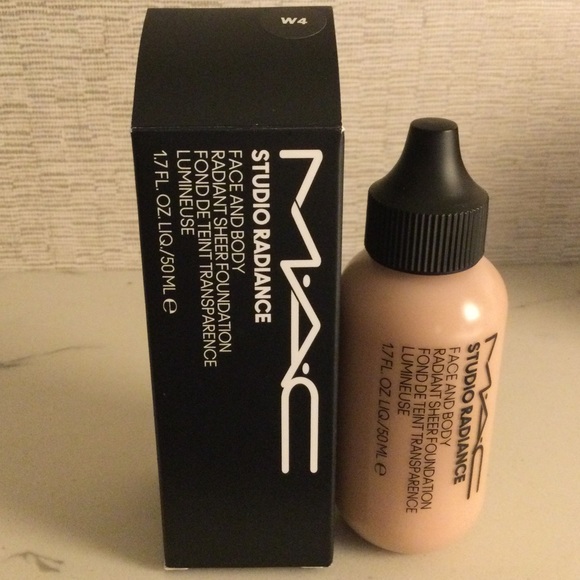 W4
M·A·C
STUDIO RADIANCE
FACE AND BODY
RADIANT SHEER FOUNDATION
FOND DE TEINT TRANSPARENCE
LUMINEUSE
1.7 FL. OZ. LIQ./50 ML e
M·A·C
STUDIO RADIANCE
FACE AND BODY
RADIANT SHEER FOUNDATION
FOND DE TEINT TRANSPARENCE
LUMINEUSE
1.7 FL. OZ. LIQ./50 ML e